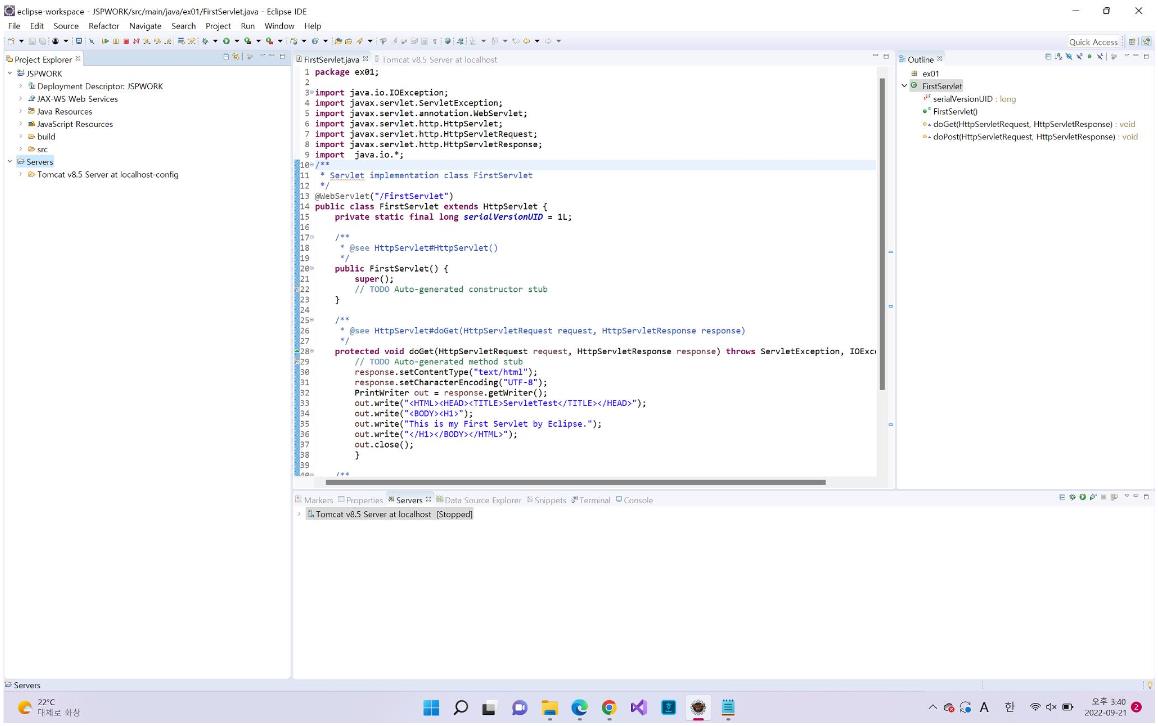 eclipse-workspace - JSPWORK/src/main/java/ex01/FirstServlet.java - Eclipse IDE
File Edit Source Refactor Navigate Search Project Run Window Help
Quick Access
Project Explorer
JSPWORK
Deployment Descriptor: JSPWORK
JAX-WS Web Services
Java Resources
JavaScript Resources
build
src
Servers
Tomcat v8.5 Server at localhost-config
FirstServlet.java Tomcat v8.5 Server at localhost
1 package ex01;
2
3 import java.io.IOException;
4 import javax.servlet.ServletException;
5 import javax.servlet.annotation.WebServlet;
6 import javax.servlet.http.HttpServlet;
7 import javax.servlet.http.HttpServletRequest;
8 import javax.servlet.http.HttpServletResponse;
9 import  java.io.*;
10 /**
11  * Servlet implementation class FirstServlet
12  */
13 @WebServlet("/FirstServlet")
14 public class FirstServlet extends HttpServlet {
15     private static final long serialVersionUID = 1L;
16
17     /**
18      * @see HttpServlet#HttpServlet()
19      */
20     public FirstServlet() {
21         super();
22         // TODO Auto-generated constructor stub
23     }
24
25     /**
26      * @see HttpServlet#doGet(HttpServletRequest request, HttpServletResponse response)
27      */
28     protected void doGet(HttpServletRequest request, HttpServletResponse response) throws ServletException, IOExc
29         // TODO Auto-generated method stub
30         response.setContentType("text/html");
31         response.setCharacterEncoding("UTF-8");
32         PrintWriter out = response.getWriter();
33         out.write("<HTML><HEAD><TITLE>ServletTest</TITLE></HEAD>");
34         out.write("<BODY><H1>");
35         out.write("This is my First Servlet by Eclipse.");
36         out.write("</H1></BODY></HTML>");
37         out.close();
38         }
39
40     /**
Outline
ex01
FirstServlet
serialVersionUID : long
FirstServlet()
doGet(HttpServletRequest, HttpServletResponse) : void
doPost(HttpServletRequest, HttpServletResponse) : void
Markers Properties Servers Data Source Explorer Snippets Terminal Console
Tomcat v8.5 Server at localhost [Stopped]
Servers
22°C
대체로 화창
A 한
오후 3:40
2022-09-21
2